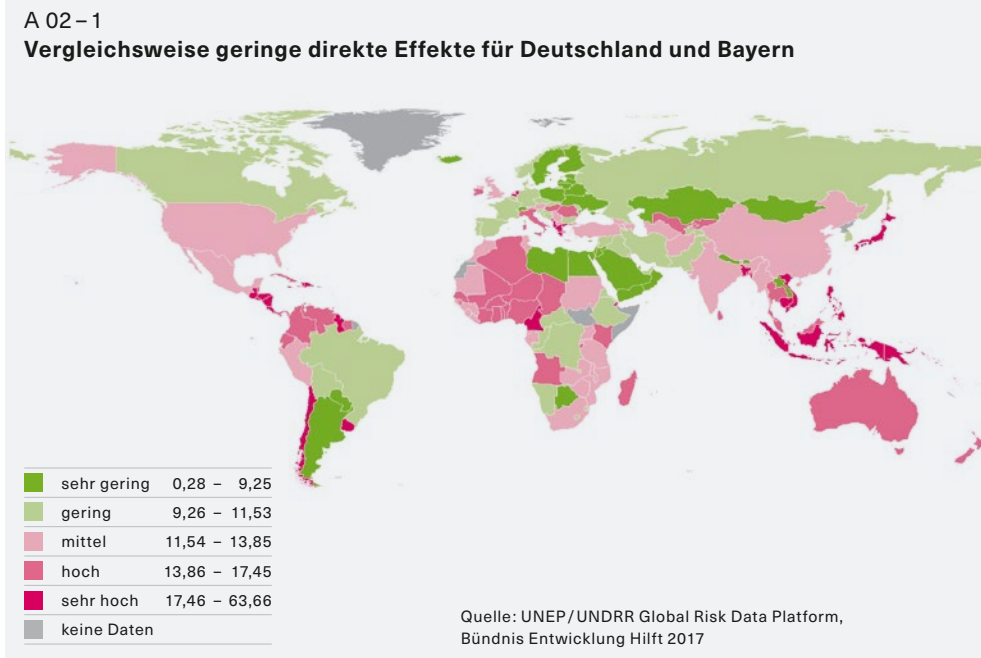 A 02–1
Vergleichsweise geringe direkte Effekte für Deutschland und Bayern
sehr gering 0,28 – 9,25
gering 9,26 – 11,53
mittel 11,54 – 13,85
hoch 13,86 – 17,45
sehr hoch 17,46 – 63,66
keine Daten
Quelle: UNEP/UNDRR Global Risk Data Platform,
Bündnis Entwicklung Hilft 2017